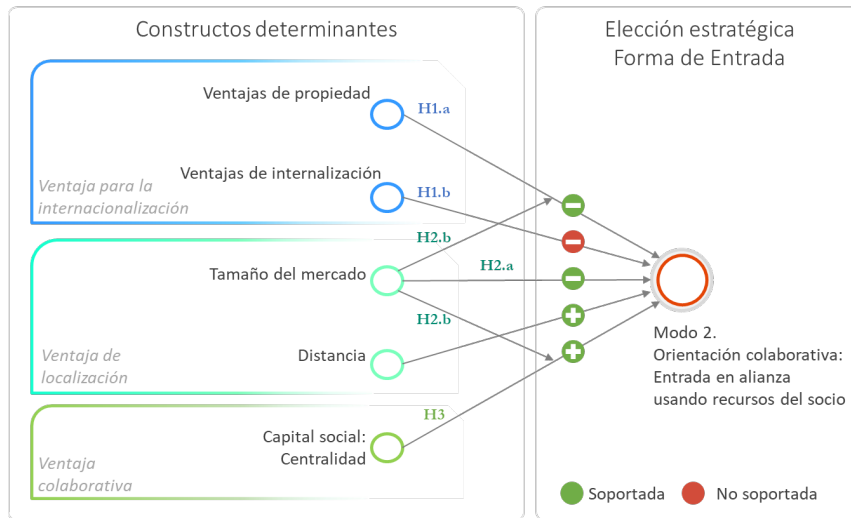 Constructos determinantes
Elección estratégica
Forma de Entrada
Ventajas de propiedad
H1.a
Ventajas de internalización
H1.b
Ventaja para la
internacionalización
H2.b
H2.a
Tamaño del mercado
H2.b
Distancia
Ventaja de
localización
H3
Capital social:
Centralidad
Ventaja
colaborativa
Modo 2.
Orientación colaborativa:
Entrada en alianza
usando recursos del socio
Soportada
No soportada